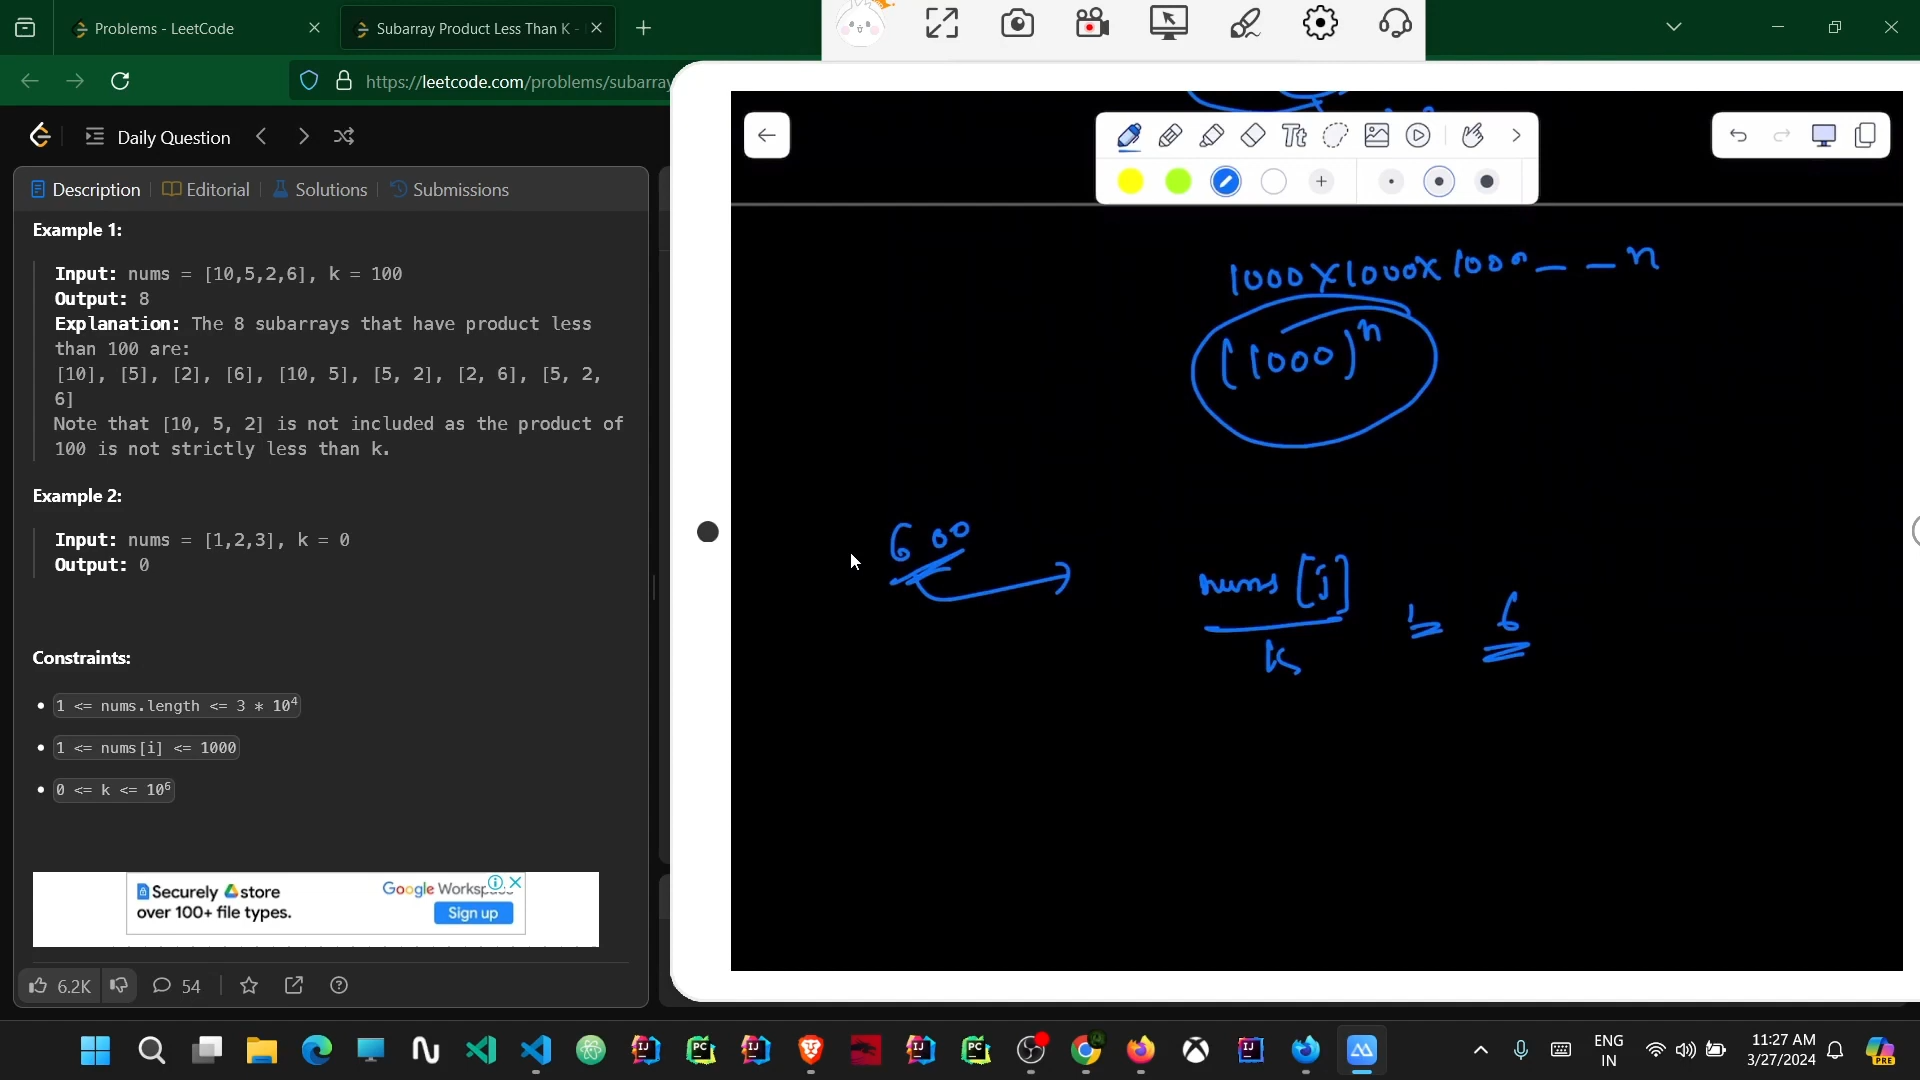 Problems - LeetCode
Subarray Product Less Than K -
https://leetcode.com/problems/subarray
Daily Question
Description
Editorial
Solutions
Submissions
Example 1:
Input: nums = [10,5,2,6], k = 100
Output: 8
Explanation: The 8 subarrays that have product less
than 100 are:
[10], [5], [2], [6], [10, 5], [5, 2], [2, 6], [5, 2,
6]
Note that [10, 5, 2] is not included as the product of
100 is not strictly less than k.
Example 2:
Input: nums = [1,2,3], k = 0
Output: 0
Constraints:
1 <= nums.length <= 3 * 10⁴
1 <= nums[i] <= 1000
0 <= k <= 10⁶
Securely store
over 100+ file types.
Google
Sign up
6.2K
54
Tt
1000 x 1000 x 1000 _ _ n
(1000)ⁿ
600
nums [j]
k
6
ENG
IN
11:27 AM
3/27/2024
PRE